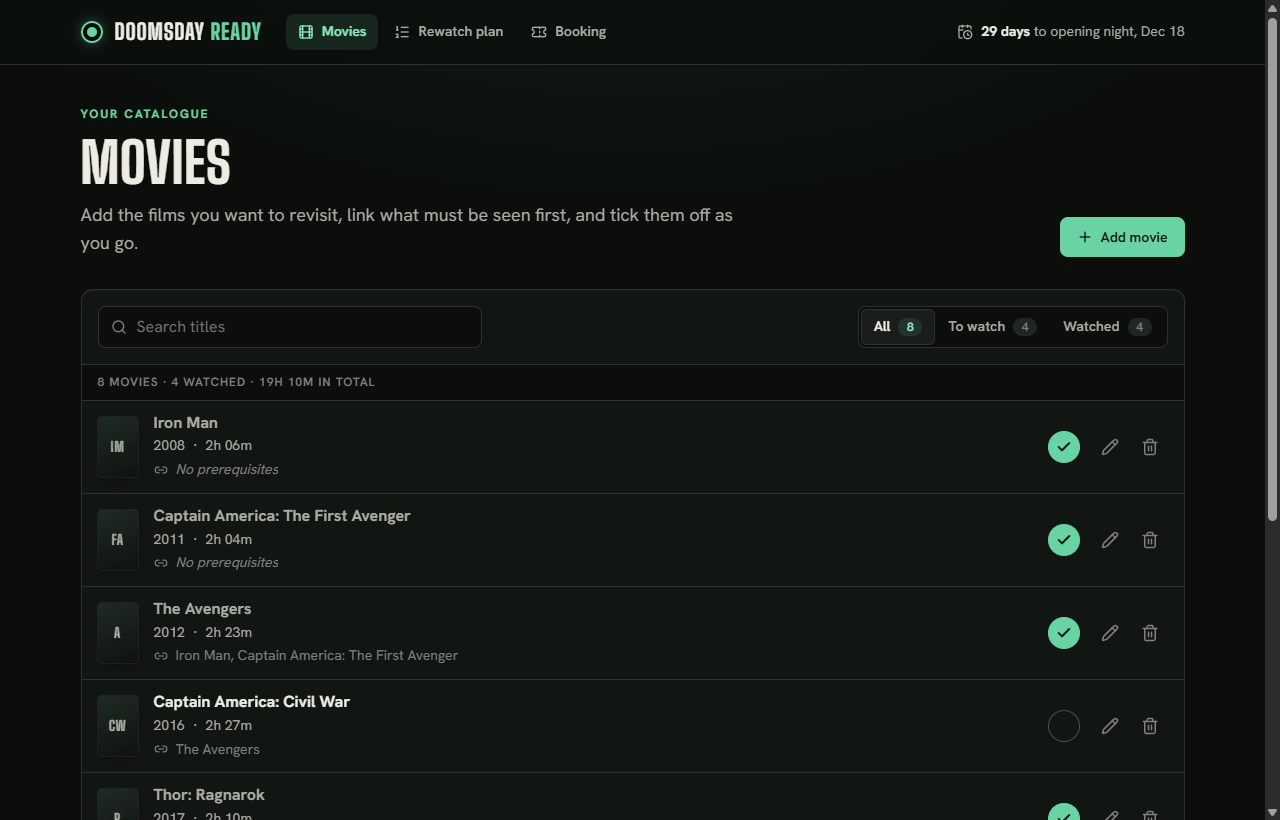 DOOMSDAY READY
Movies
Rewatch plan
Booking
29 days to opening night, Dec 18
YOUR CATALOGUE
MOVIES
Add the films you want to revisit, link what must be seen first, and tick them off as
you go.
Add movie
Search titles
All 8
To watch 4
Watched 4
8 MOVIES · 4 WATCHED · 19H 10M IN TOTAL
IM
Iron Man
2008 · 2h 06m
No prerequisites
FA
Captain America: The First Avenger
2011 · 2h 04m
No prerequisites
A
The Avengers
2012 · 2h 23m
Iron Man, Captain America: The First Avenger
CW
Captain America: Civil War
2016 · 2h 27m
The Avengers
R
Thor: Ragnarok
2017 · 2h 10m